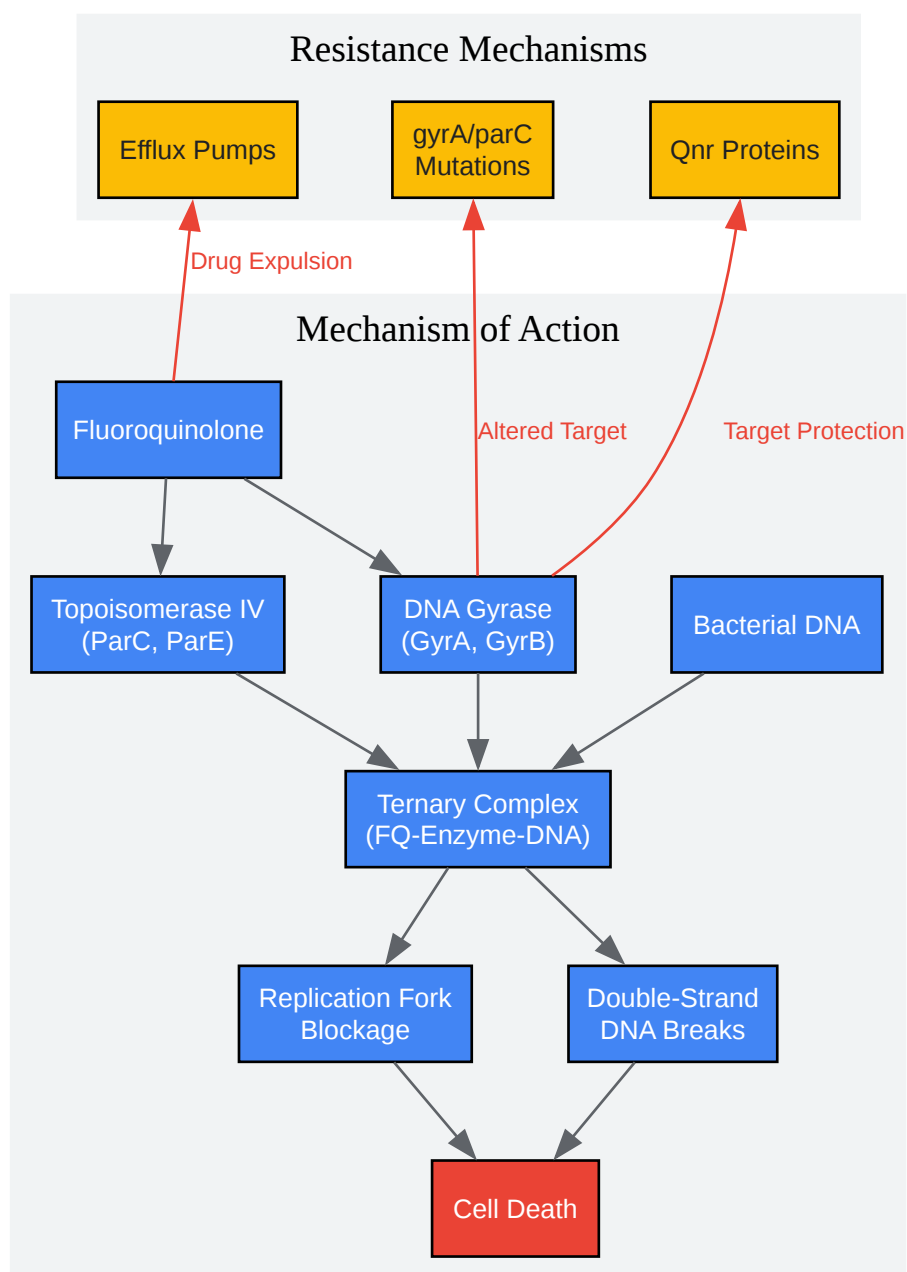 Resistance Mechanisms
Efflux Pumps
gyrA/parC
Mutations
Qnr Proteins
Drug Expulsion
Mechanism of Action
Fluoroquinolone
Altered Target
Target Protection
Topoisomerase IV
(ParC, ParE)
DNA Gyrase
(GyrA, GyrB)
Bacterial DNA
Ternary Complex
(FQ-Enzyme-DNA)
Replication Fork
Blockage
Double-Strand
DNA Breaks
Cell Death